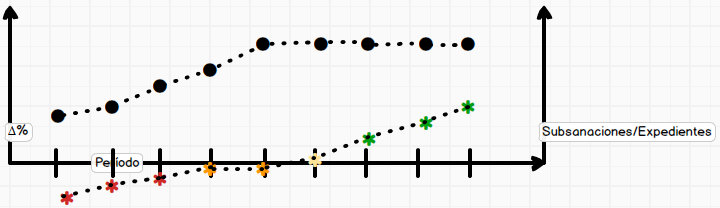 Δ%
Período
Subsanaciones/Expedientes